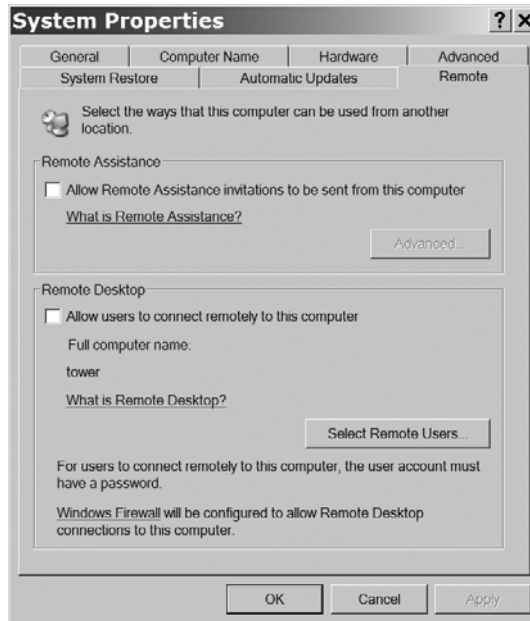 System Properties
? X
General Computer Name Hardware Advanced
System Restore Automatic Updates Remote
Select the ways that this computer can be used from another
location.
Remote Assistance
Allow Remote Assistance invitations to be sent from this computer
What is Remote Assistance?
Advanced...
Remote Desktop
Allow users to connect remotely to this computer
Full computer name:
tower
What is Remote Desktop?
Select Remote Users...
For users to connect remotely to this computer, the user account must
have a password.
Windows Firewall will be configured to allow Remote Desktop
connections to this computer.
OK Cancel Apply